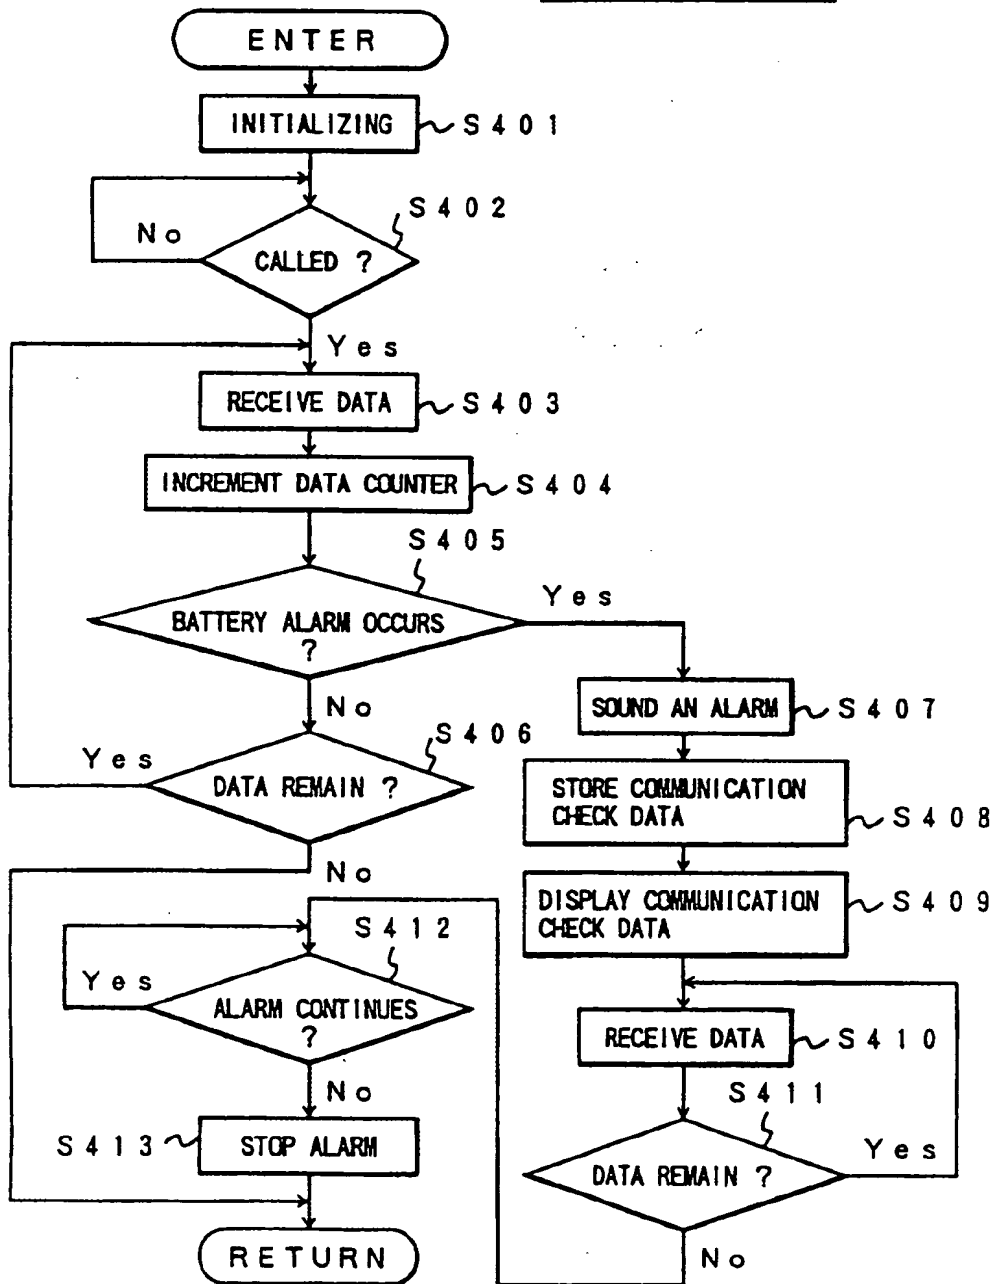 ENTER
INITIALIZING
S401
S402
No
CALLED ?
Yes
RECEIVE DATA
S403
INCREMENT DATA COUNTER
S404
S405
BATTERY ALARM OCCURS
?
Yes
No
SOUND AN ALARM
S407
S406
Yes
DATA REMAIN ?
STORE COMMUNICATION
CHECK DATA
S408
No
DISPLAY COMMUNICATION
CHECK DATA
S409
S412
Yes
ALARM CONTINUES
?
RECEIVE DATA
S410
No
S411
S413
STOP ALARM
Yes
DATA REMAIN ?
RETURN
No